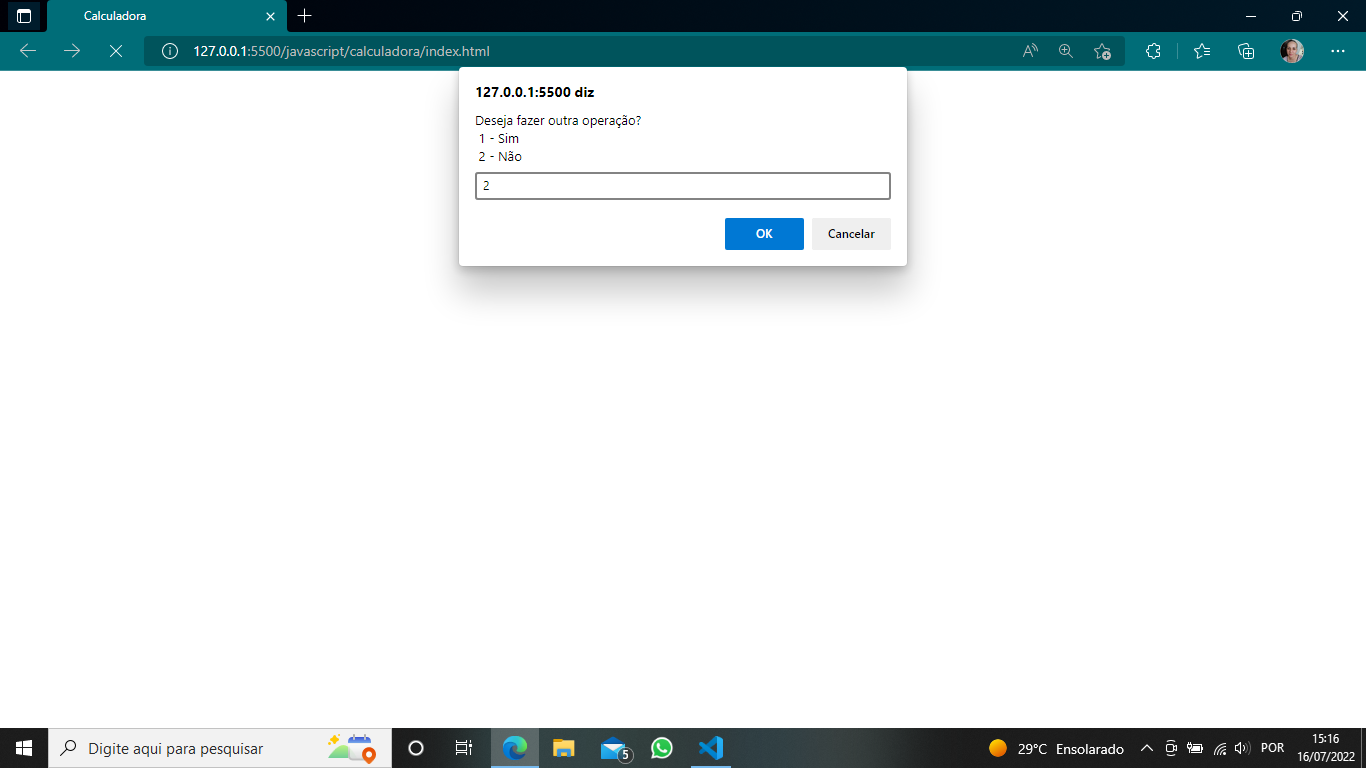 Calculadora
127.0.0.1:5500/javascript/calculadora/index.html
127.0.0.1:5500 diz
Deseja fazer outra operação?
1 - Sim
2 - Não
2
OK Cancelar
Digite aqui para pesquisar
5
29°C Ensolarado
POR
15:16
16/07/2022